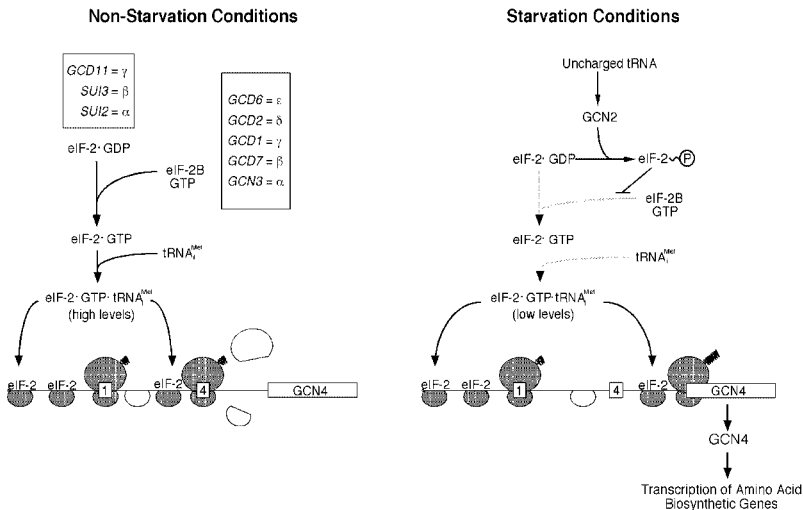 Non-Starvation Conditions
GCD11 = γ
SUI3 = β
SUI2 = α
GCD6 = ε
GCD2 = δ
GCD1 = γ
GCD7 = β
GCN3 = α
eIF-2· GDP
eIF-2B
GTP
eIF-2· GTP
tRNAiMet
eIF-2· GTP· tRNAiMet
(high levels)
eIF-2 eIF-2 1 eIF-2 4 GCN4
Starvation Conditions
Uncharged tRNA
GCN2
eIF-2· GDP eIF-2 P
eIF-2B
GTP
eIF-2· GTP
tRNAiMet
eIF-2· GTP·tRNAiMet
(low levels)
eIF-2 eIF-2 1 4 eIF-2 GCN4
GCN4
Transcription of Amino Acid
Biosynthetic Genes